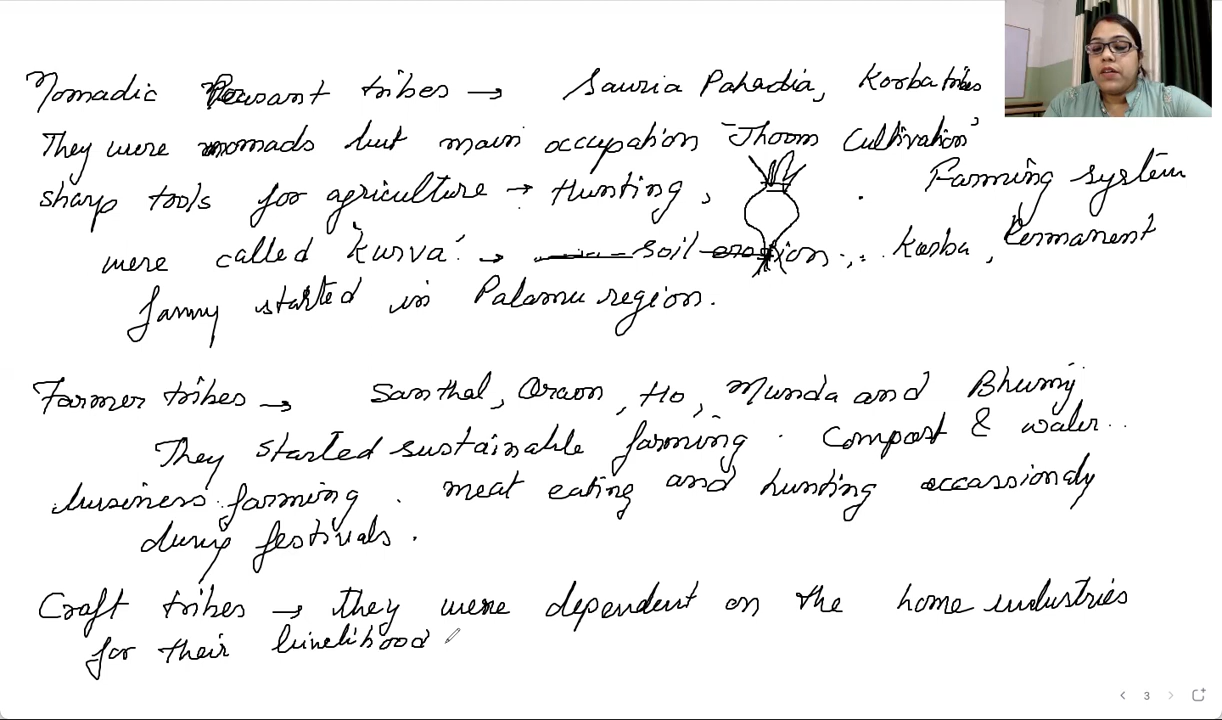 Nomadic Peasant tribes → Sauria Pahadia, Korba tribes
They were nomads but main occupation "Jhoom Cultivation"
sharp tools for agriculture → Hunting, . Farming system
were called 'kurva'. → soil erosion.,. Korba, Permanent
farming started in Palamu region.
Farmer tribes → Santhal, Oraon, Ho, Munda and Bhumij
They started sustainable farming. Compost & water..
business farming. meat eating and hunting occassionaly
during festivals.
Craft tribes → they were dependent on the home industries
for their livelihood
3